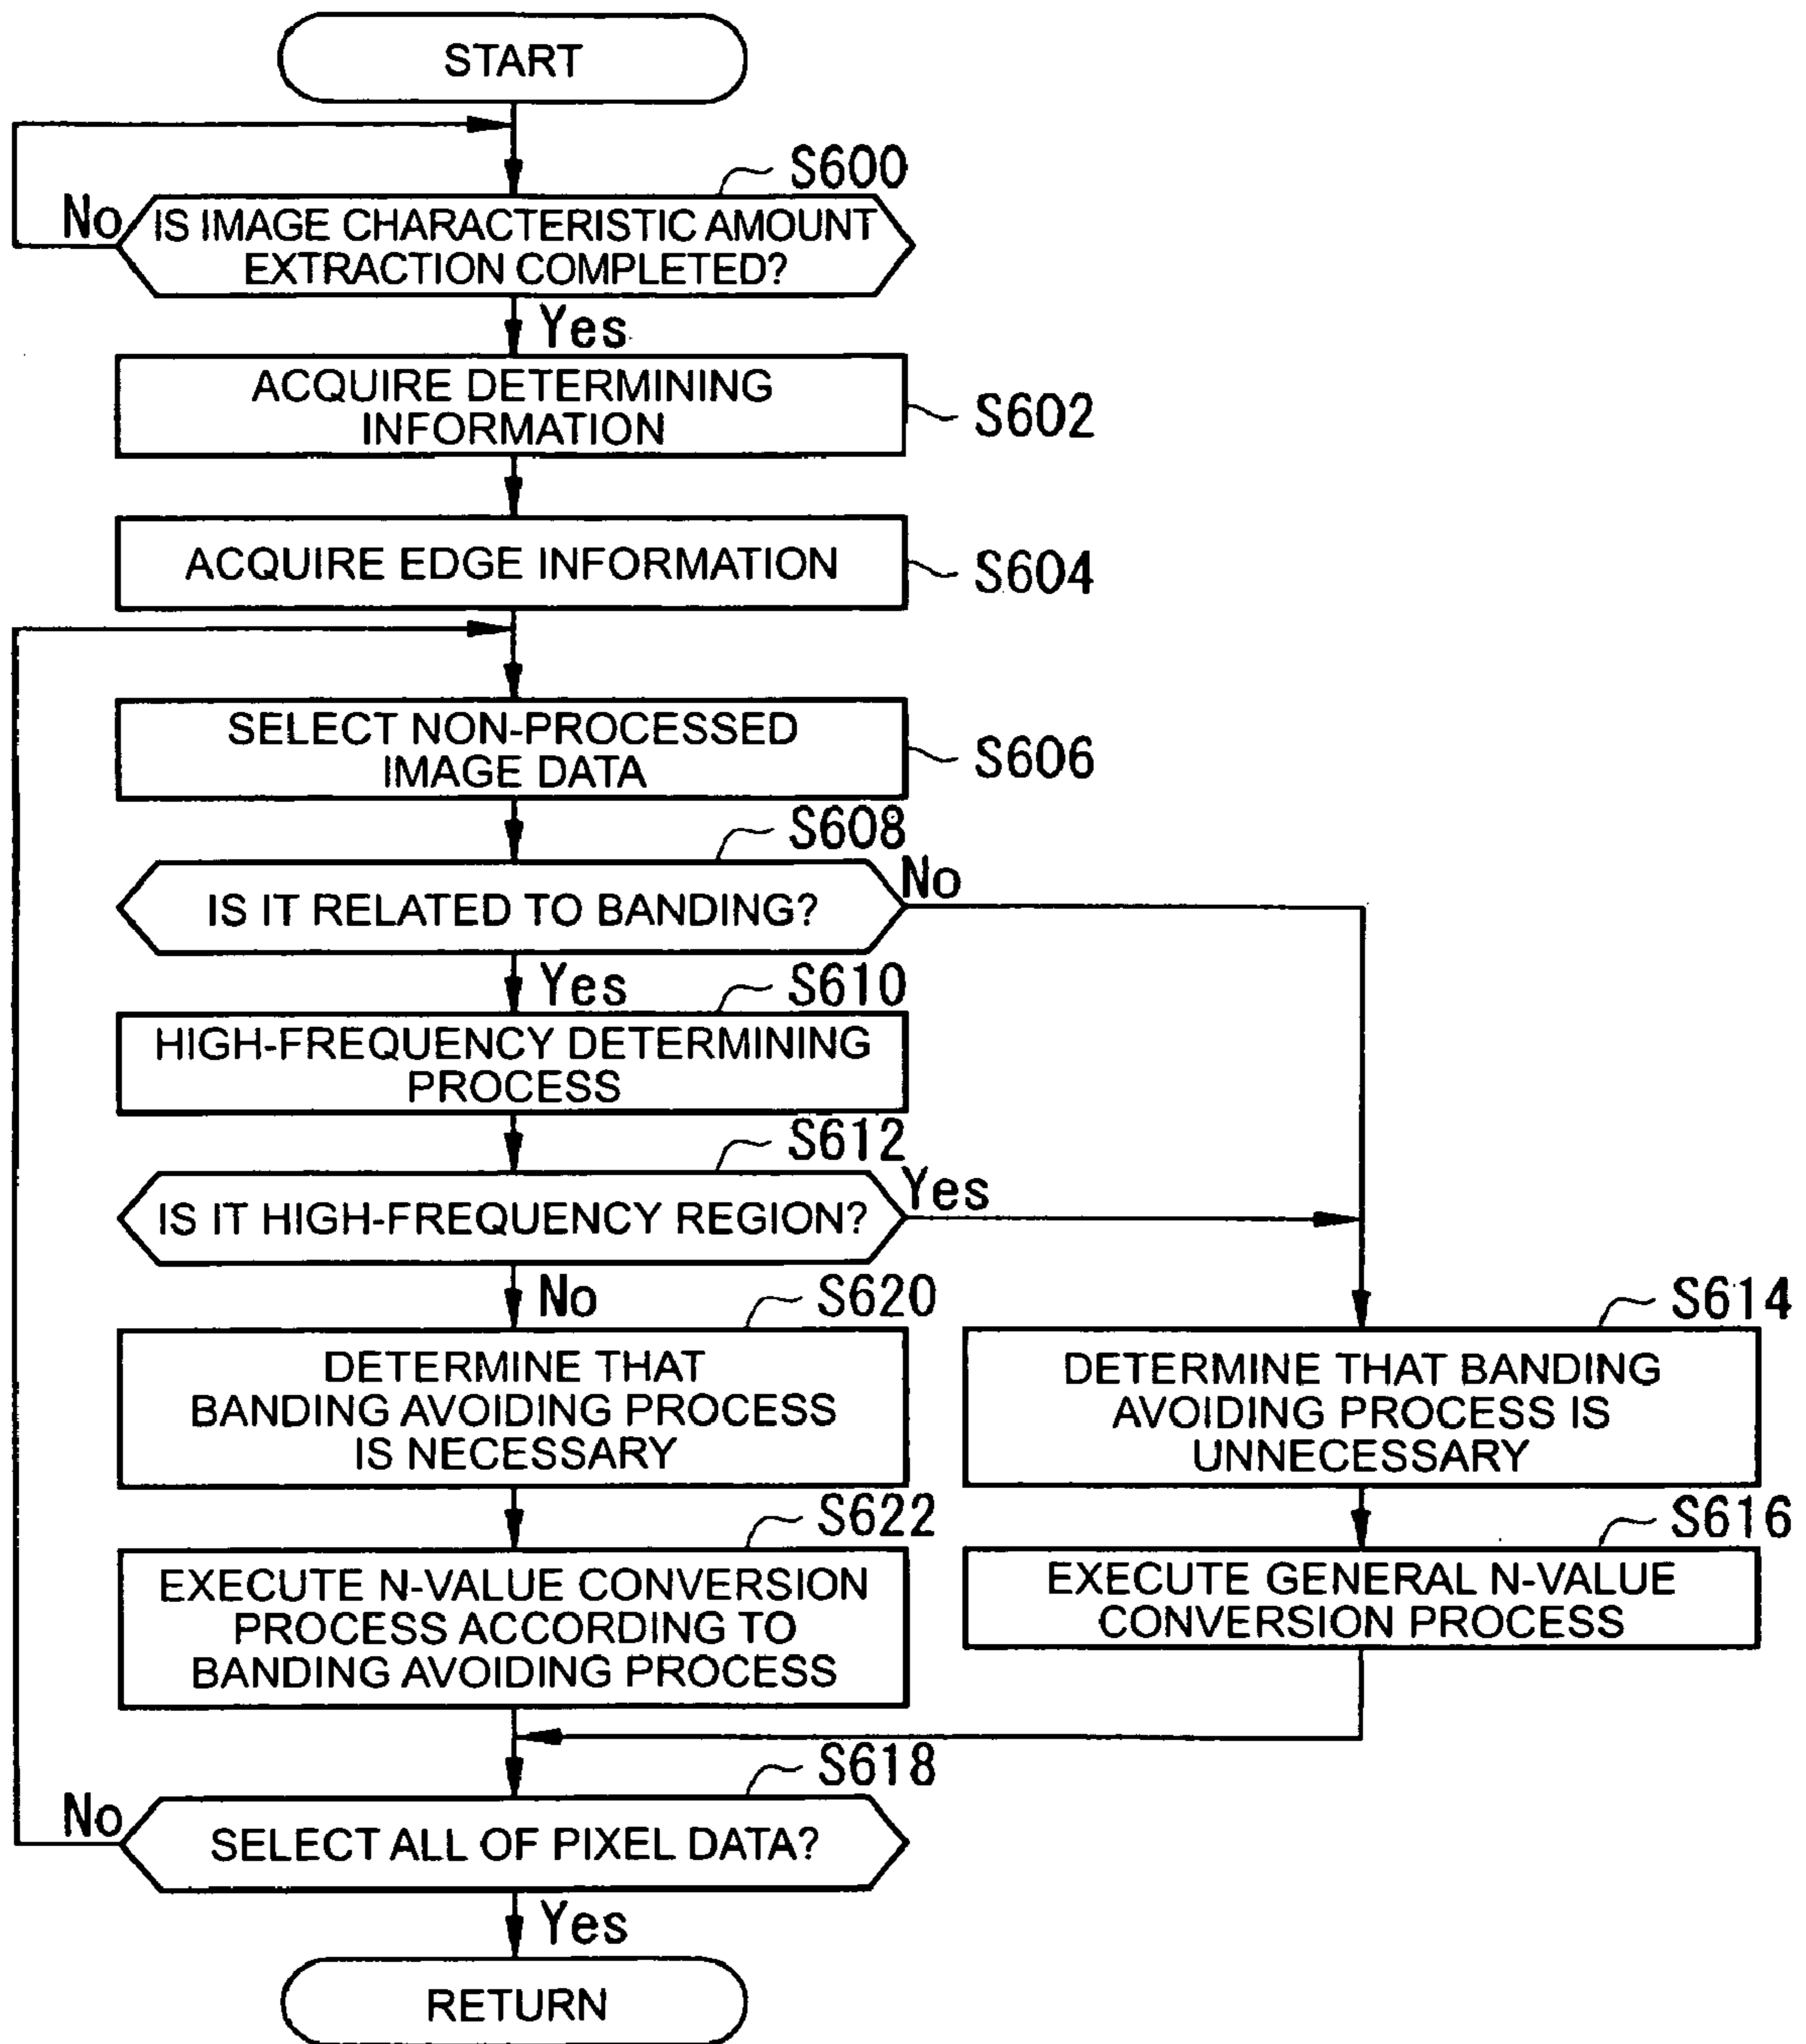 START
S600
No
IS IMAGE CHARACTERISTIC AMOUNT
EXTRACTION COMPLETED?
Yes
ACQUIRE DETERMINING
INFORMATION
S602
ACQUIRE EDGE INFORMATION
S604
SELECT NON-PROCESSED
IMAGE DATA
S606
S608
IS IT RELATED TO BANDING?
No
Yes
S610
HIGH-FREQUENCY DETERMINING
PROCESS
S612
IS IT HIGH-FREQUENCY REGION?
Yes
No
S620
DETERMINE THAT
BANDING AVOIDING PROCESS
IS NECESSARY
S614
DETERMINE THAT BANDING
AVOIDING PROCESS IS
UNNECESSARY
S622
EXECUTE N-VALUE CONVERSION
PROCESS ACCORDING TO
BANDING AVOIDING PROCESS
S616
EXECUTE GENERAL N-VALUE
CONVERSION PROCESS
S618
No
SELECT ALL OF PIXEL DATA?
Yes
RETURN